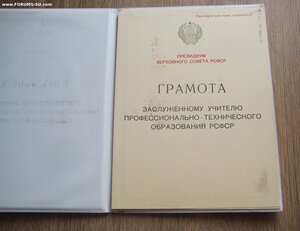 www.FORUMS-SU.com
ПРЕЗИДИУМ
ВЕРХОВНОГО СОВЕТА РСФСР
ГРАМОТА
ЗАСЛУЖЕННОМУ УЧИТЕЛЮ
ПРОФЕССИОНАЛЬНО-ТЕХНИЧЕСКОГО
ОБРАЗОВАНИЯ РСФСР